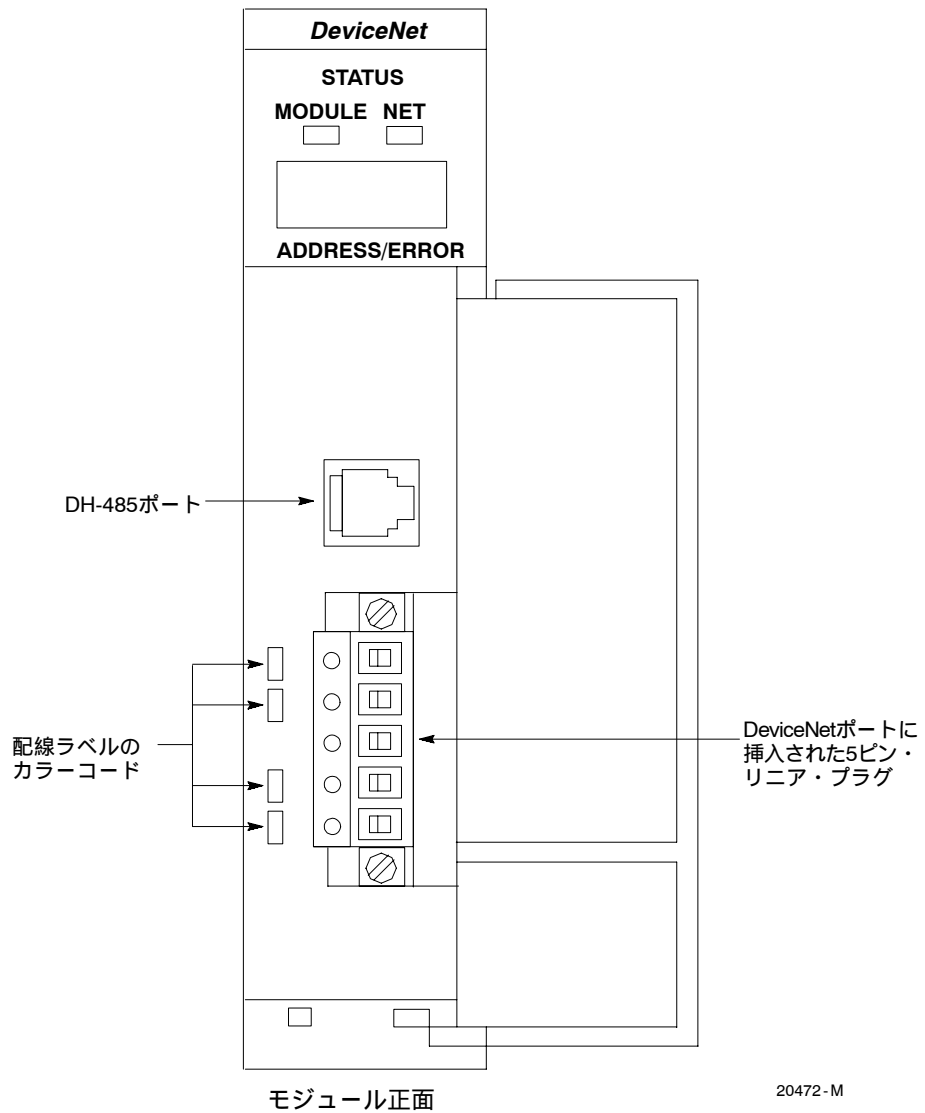 DeviceNet
STATUS
MODULE NET
ADDRESS/ERROR
DH-485ポート
配線ラベルの
カラーコード
DeviceNetポートに
挿入された5ピン・
リニア・プラグ
モジュール正面
20472-M